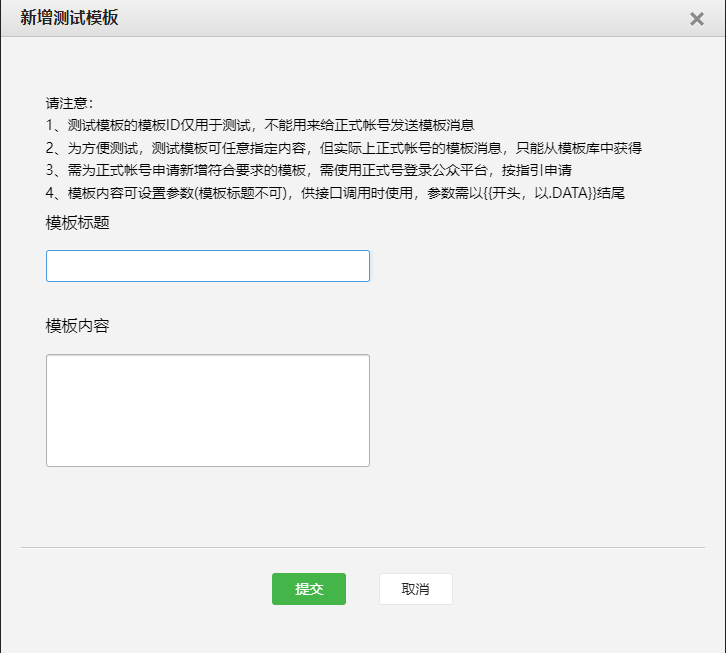 新增测试模板
请注意：
1、测试模板的模板ID仅用于测试，不能用来给正式帐号发送模板消息
2、为方便测试，测试模板可任意指定内容，但实际上正式帐号的模板消息，只能从模板库中获得
3、需为正式帐号申请新增符合要求的模板，需使用正式号登录公众平台，按指引申请
4、模板内容可设置参数(模板标题不可)，供接口调用时使用，参数需以{{开头，以.DATA}}结尾
模板标题
模板内容
提交
取消